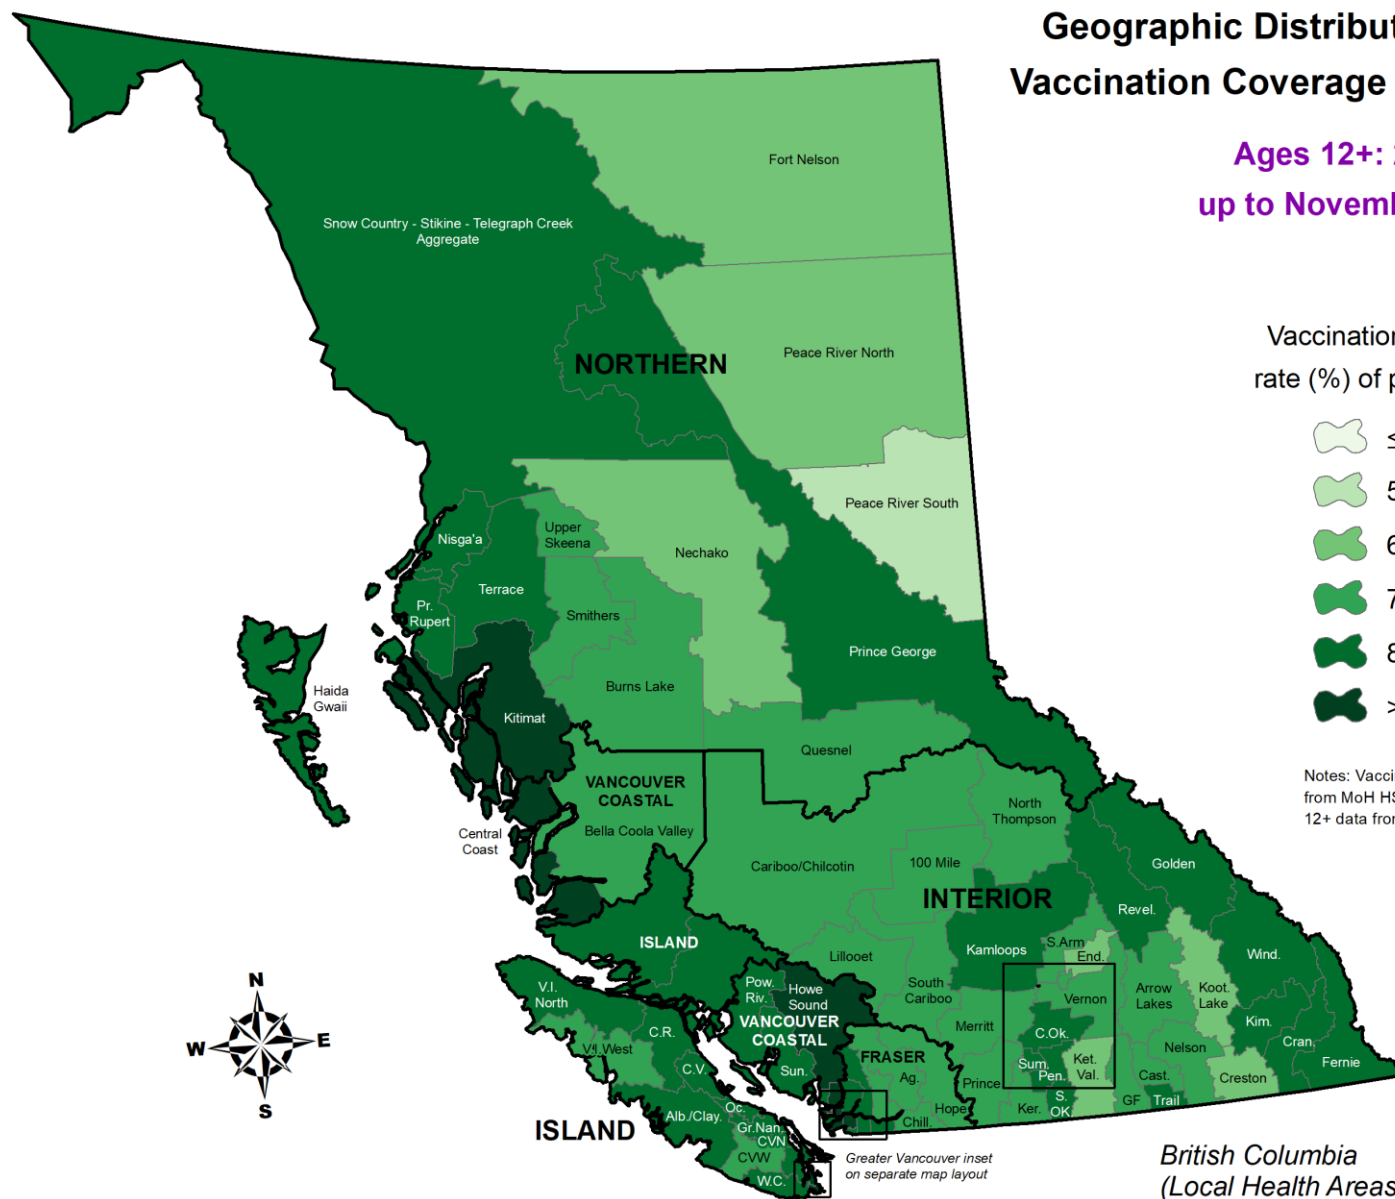 Geographic Distribut
Vaccination Coverage
Ages 12+:
up to Novemb
Vaccination
rate (%) of p
≤
5
6
7
8
>
Notes: Vacci
from MoH HS
12+ data fron
Fort Nelson
Snow Country - Stikine - Telegraph Creek
Aggregate
Peace River North
NORTHERN
Peace River South
Upper
Skeena
Nisga'a
Nechako
Terrace
Pr.
Rupert
Smithers
Prince George
Burns Lake
Haida
Gwaii
Kitimat
Quesnel
VANCOUVER
COASTAL
North
Thompson
Bella Coola Valley
Central
Coast
Cariboo/Chilcotin
100 Mile
Golden
INTERIOR
Revel.
ISLAND
Kamloops
S.Arm
End.
Lillooet
Wind.
V.I.
North
Pow.
Riv.
Howe
Sound
South
Cariboo
Vernon
Arrow
Lakes
Koot.
Lake
VANCOUVER
COASTAL
Merritt
C.R.
C.Ok.
Kim.
V.I.West
FRASER
Nelson
Cran.
C.V.
Sun.
Ag.
Prince
Sum.
Pen.
Ket.
Val.
Cast.
Creston
Fernie
Alb./Clay.
Oc.
Hope
Ker.
S.
OK
GF
Trail
Chill.
Gr.Nan.
CVN
ISLAND
CVW
W.C.
Greater Vancouver inset
on separate map layout
N
W
E
S
British Columbia
(Local Health Areas